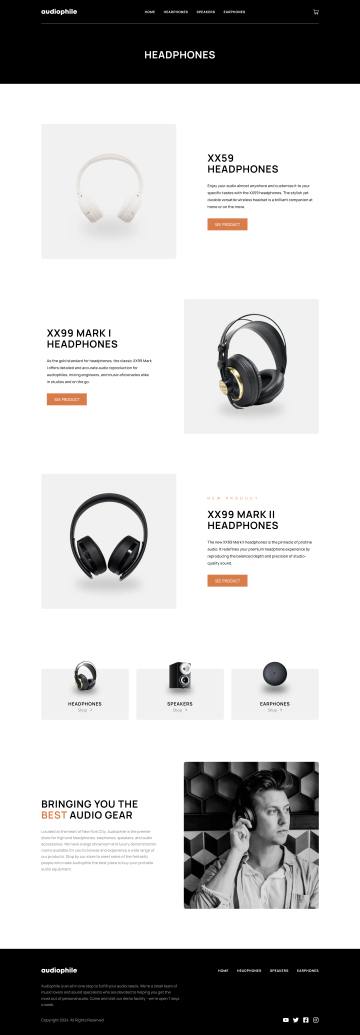 audiophile
HOME HEADPHONES SPEAKERS EARPHONES
HEADPHONES
XX59
HEADPHONES
Enjoy your audio almost anywhere and customize it to your
specific tastes with the XX59 headphones. The stylish yet
durable versatile wireless headset is a brilliant companion at
home or on the move.
SEE PRODUCT
XX99 MARK I
HEADPHONES
As the gold standard for headphones, the classic XX99 Mark
I offers detailed and accurate audio reproduction for
audiophiles, mixing engineers, and music aficionados alike
in studios and on the go.
SEE PRODUCT
NEW PRODUCT
XX99 MARK II
HEADPHONES
The new XX99 Mark II headphones is the pinnacle of pristine
audio. It redefines your premium headphone experience by
reproducing the balanced depth and precision of studio-
quality sound.
SEE PRODUCT
HEADPHONES
Shop >
SPEAKERS
Shop >
EARPHONES
Shop >
BRINGING YOU THE
BEST AUDIO GEAR
Located at the heart of New York City, Audiophile is the premier
store for high end headphones, earphones, speakers, and audio
accessories. We have a large showroom and luxury demonstration
rooms available for you to browse and experience a wide range of
our products. Stop by our store to meet some of the fantastic
people who make Audiophile the best place to buy your portable
audio equipment.
audiophile
HOME HEADPHONES SPEAKERS EARPHONES
Audiophile is an all in one stop to fulfill your audio needs. We're a small team of
music lovers and sound specialists who are devoted to helping you get the
most out of personal audio. Come and visit our demo facility - we're open 7 days
a week.
Copyright 2024. All Rights Reserved